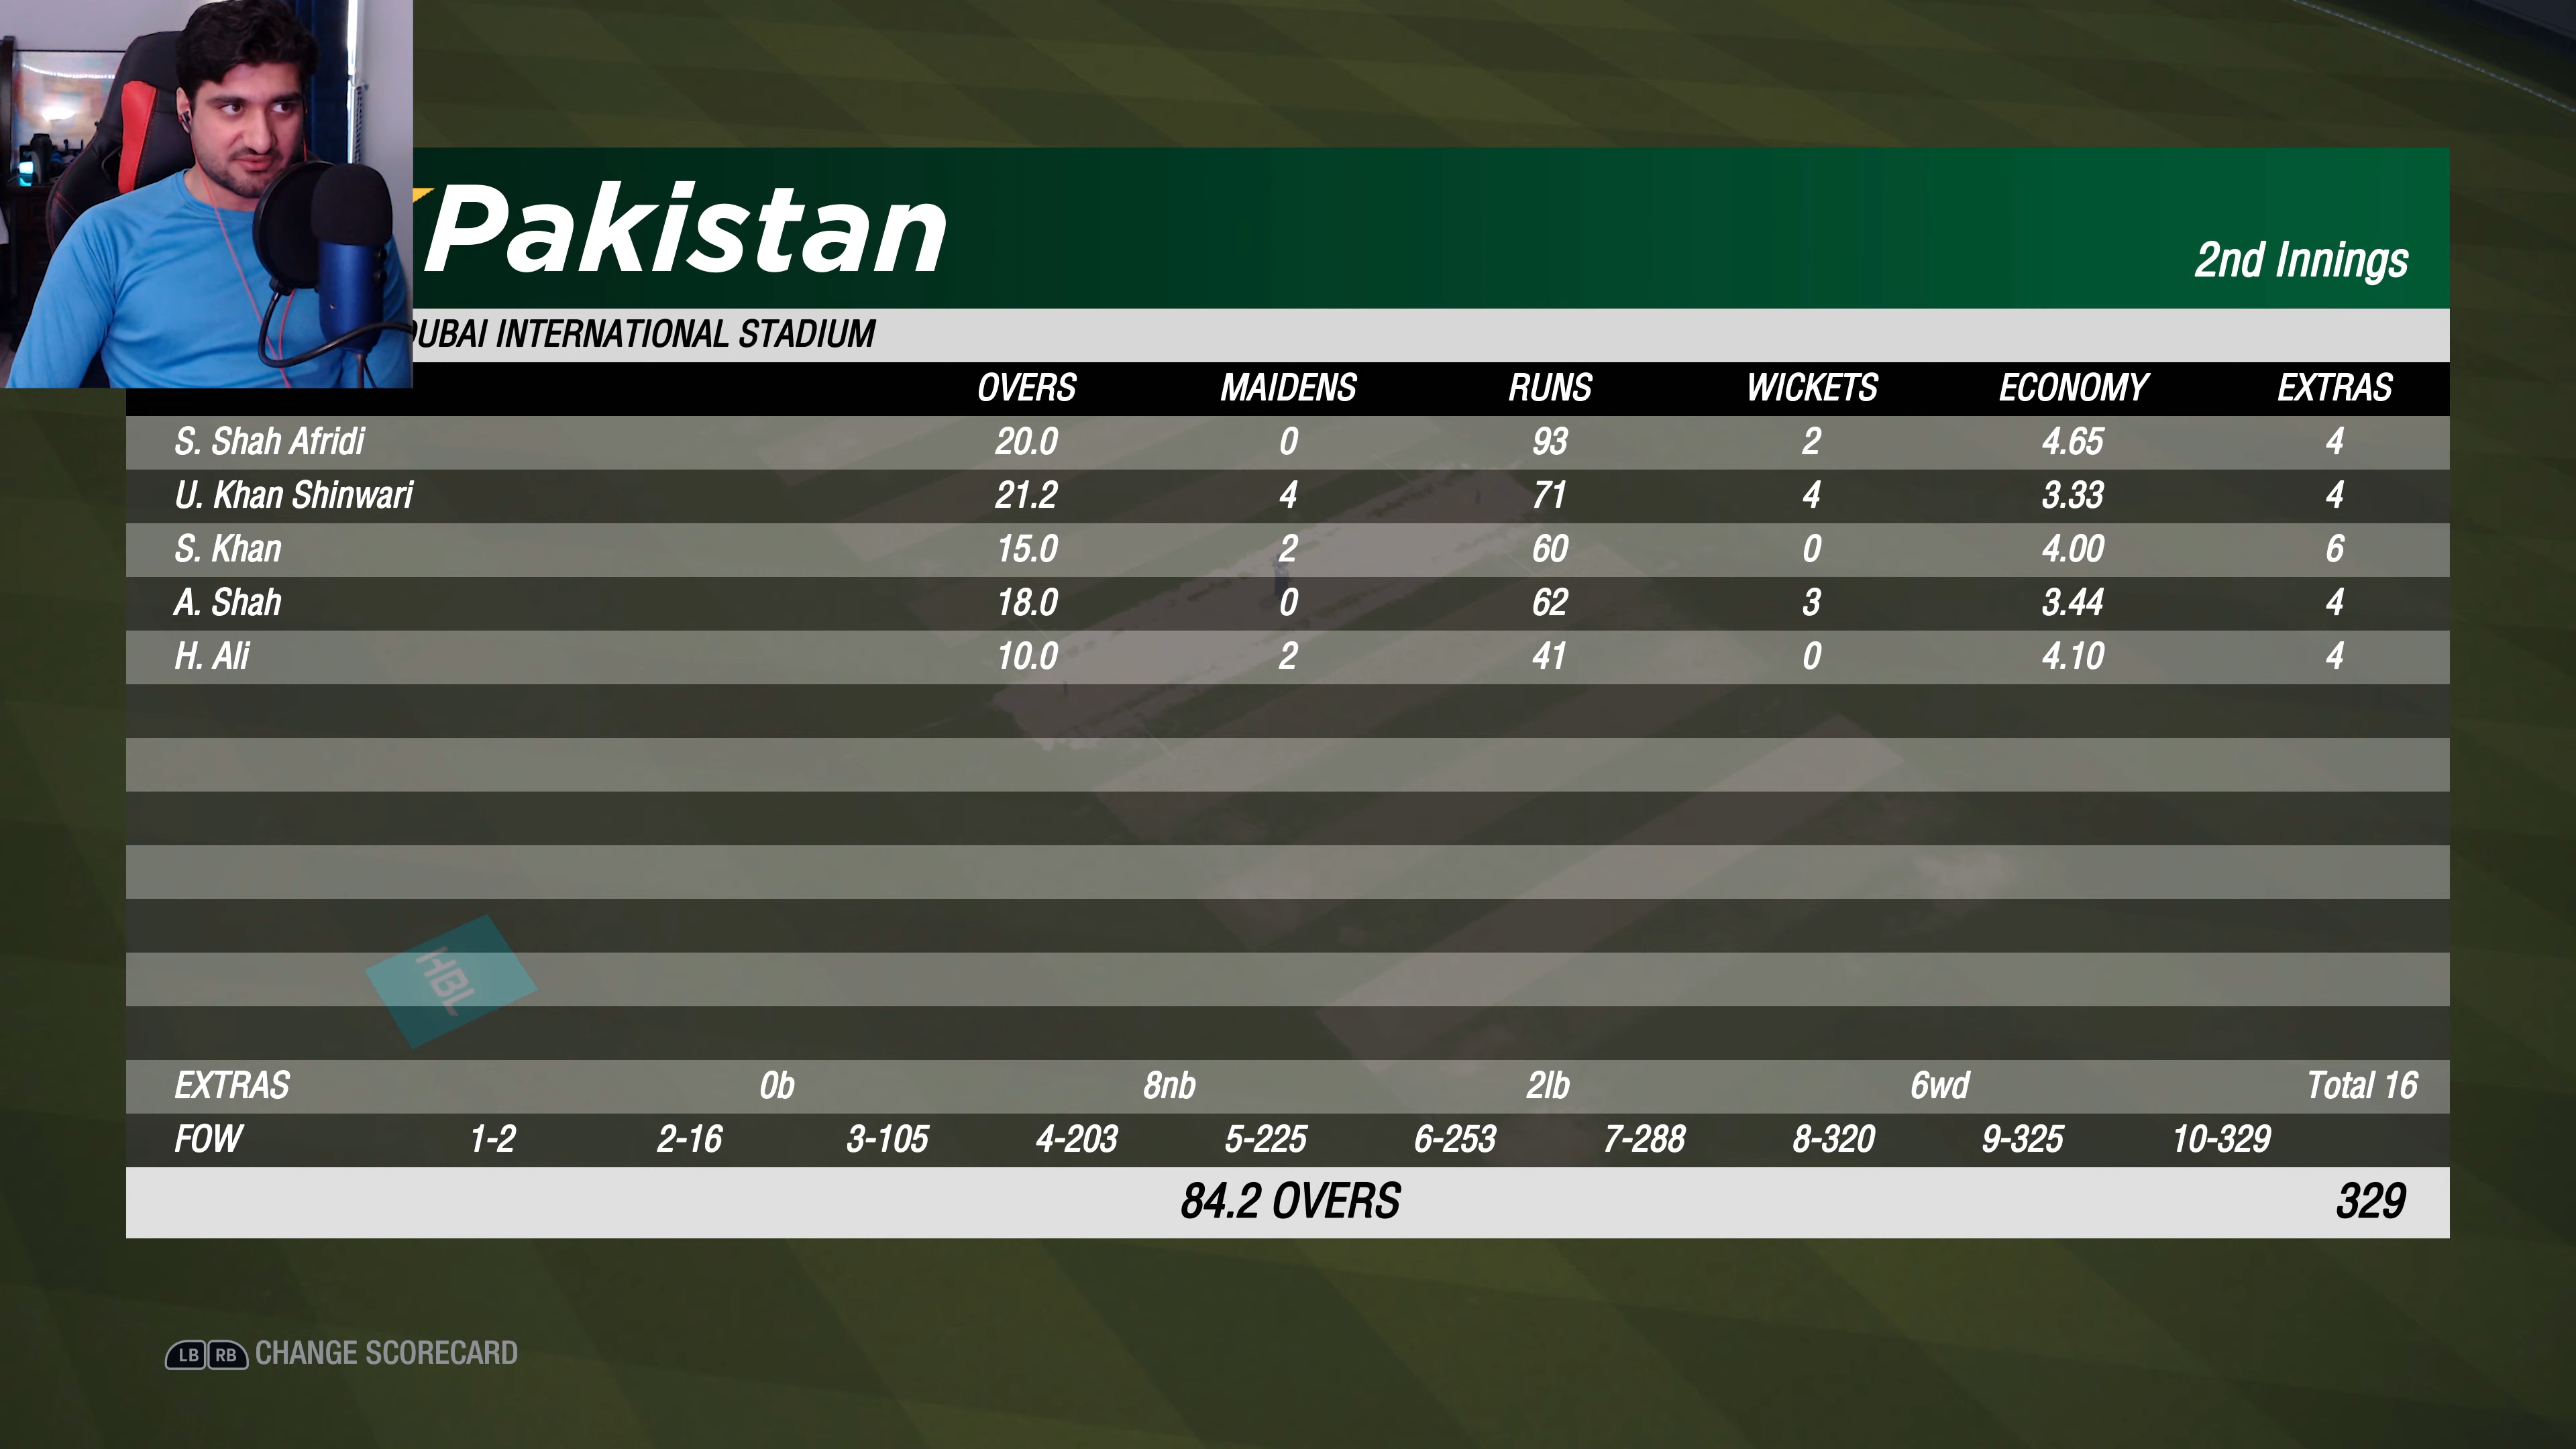 Pakistan
2nd Innings
DUBAI INTERNATIONAL STADIUM
OVERS MAIDENS RUNS WICKETS ECONOMY EXTRAS
S. Shah Afridi 20.0 0 93 2 4.65 4
U. Khan Shinwari 21.2 4 71 4 3.33 4
S. Khan 15.0 2 60 0 4.00 6
A. Shah 18.0 0 62 3 3.44 4
H. Ali 10.0 2 41 0 4.10 4
HBL
EXTRAS 0b 8nb 2lb 6wd Total 16
FOW 1-2 2-16 3-105 4-203 5-225 6-253 7-288 8-320 9-325 10-329
84.2 OVERS 329
LB RB CHANGE SCORECARD